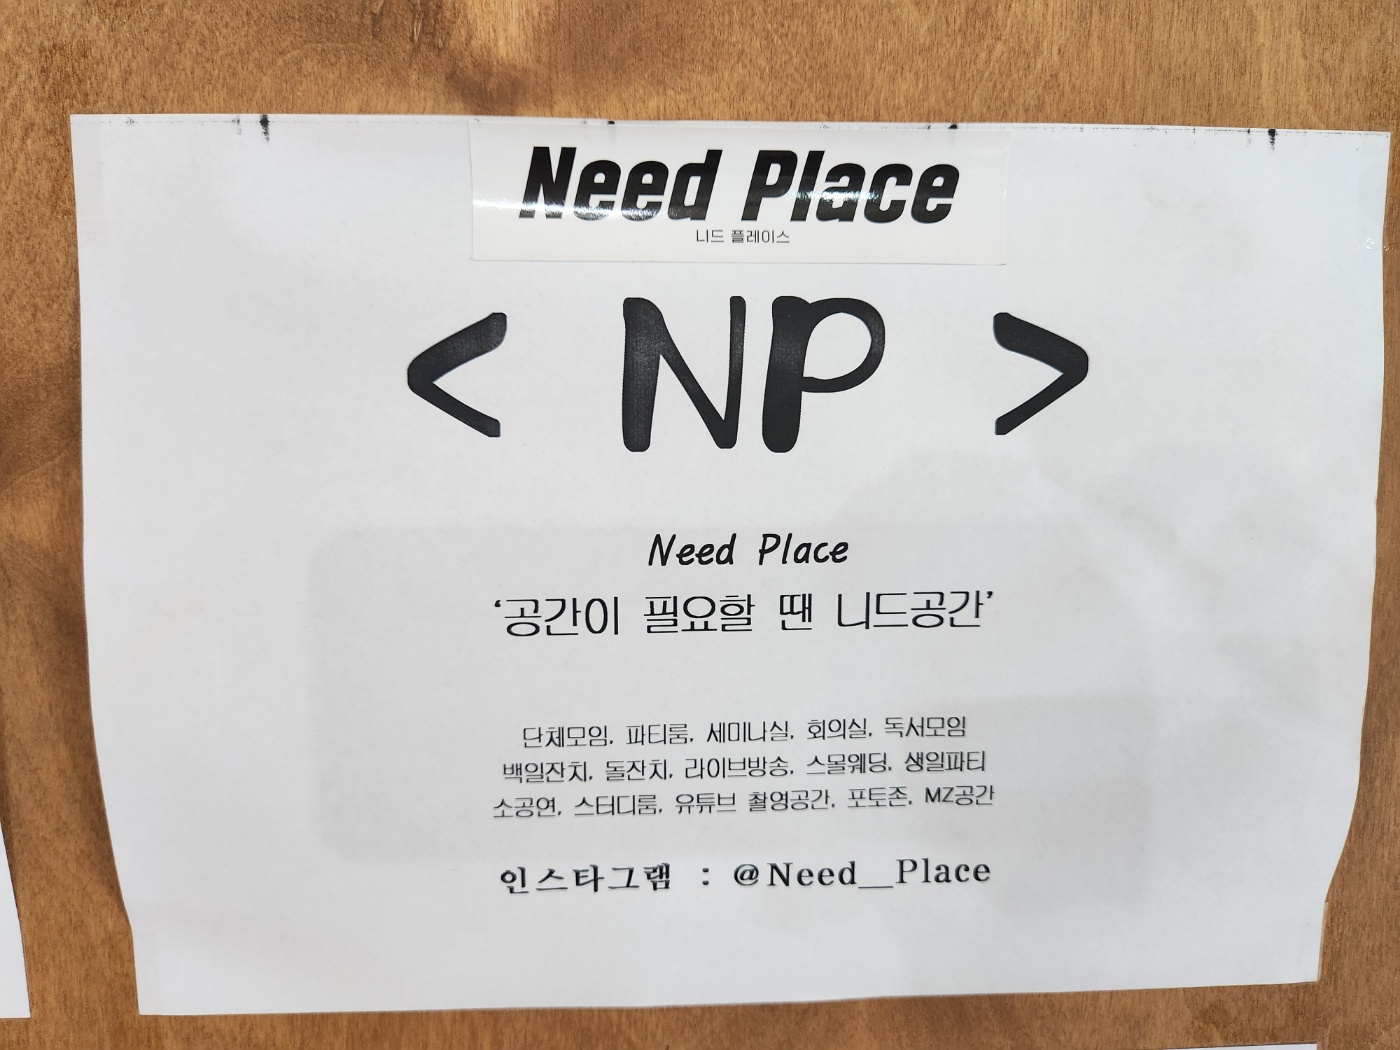 Need Place
니드 플레이스
< NP >
Need Place
‘공간이 필요할 땐 니드공간’
단체모임, 파티룸, 세미나실, 회의실, 독서모임
백일잔치, 돌잔치, 라이브방송, 스몰웨딩, 생일파티
소공연, 스터디룸, 유튜브 촬영공간, 포토존, MZ공간
인스타그램 : @Need__Place